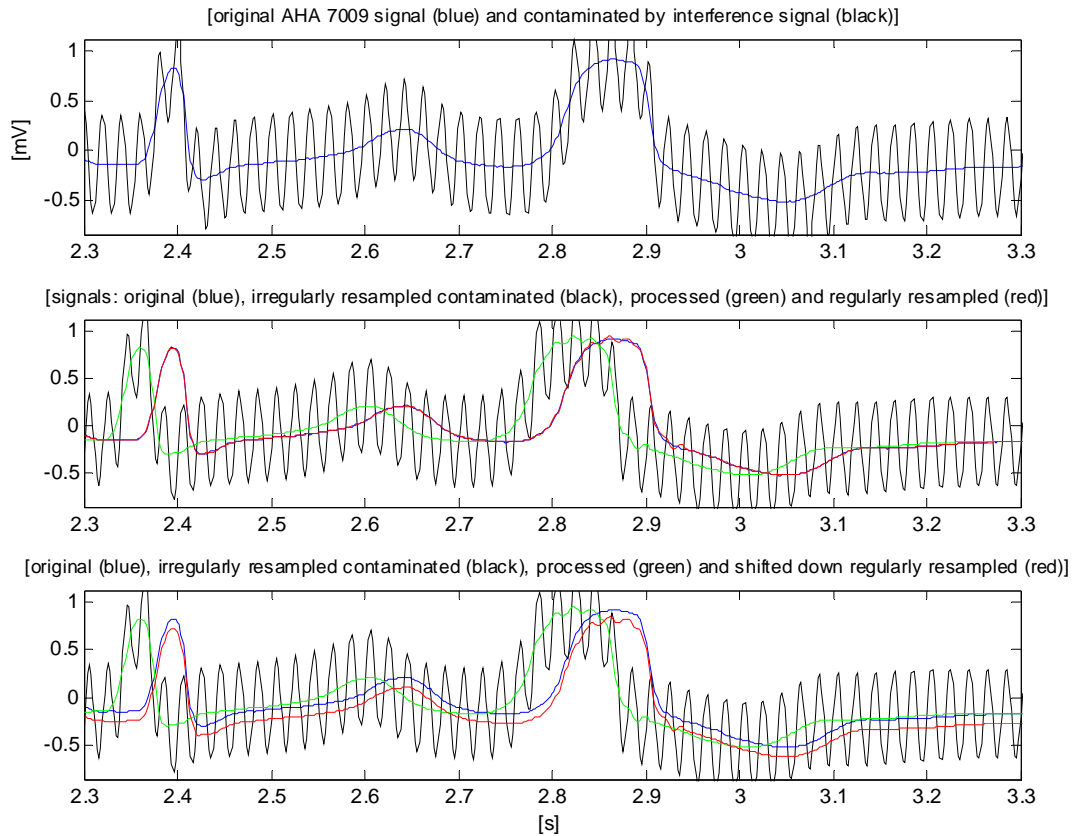 [original AHA 7009 signal (blue) and contaminated by interference signal (black)]
1
0.5
0
-0.5
[mV]
2.3 2.4 2.5 2.6 2.7 2.8 2.9 3 3.1 3.2 3.3
[signals: original (blue), irregularly resampled contaminated (black), processed (green) and regularly resampled (red)]
1
0.5
0
-0.5
2.3 2.4 2.5 2.6 2.7 2.8 2.9 3 3.1 3.2 3.3
[original (blue), irregularly resampled contaminated (black), processed (green) and shifted down regularly resampled (red)]
1
0.5
0
-0.5
2.3 2.4 2.5 2.6 2.7 2.8 2.9 3 3.1 3.2 3.3
[s]